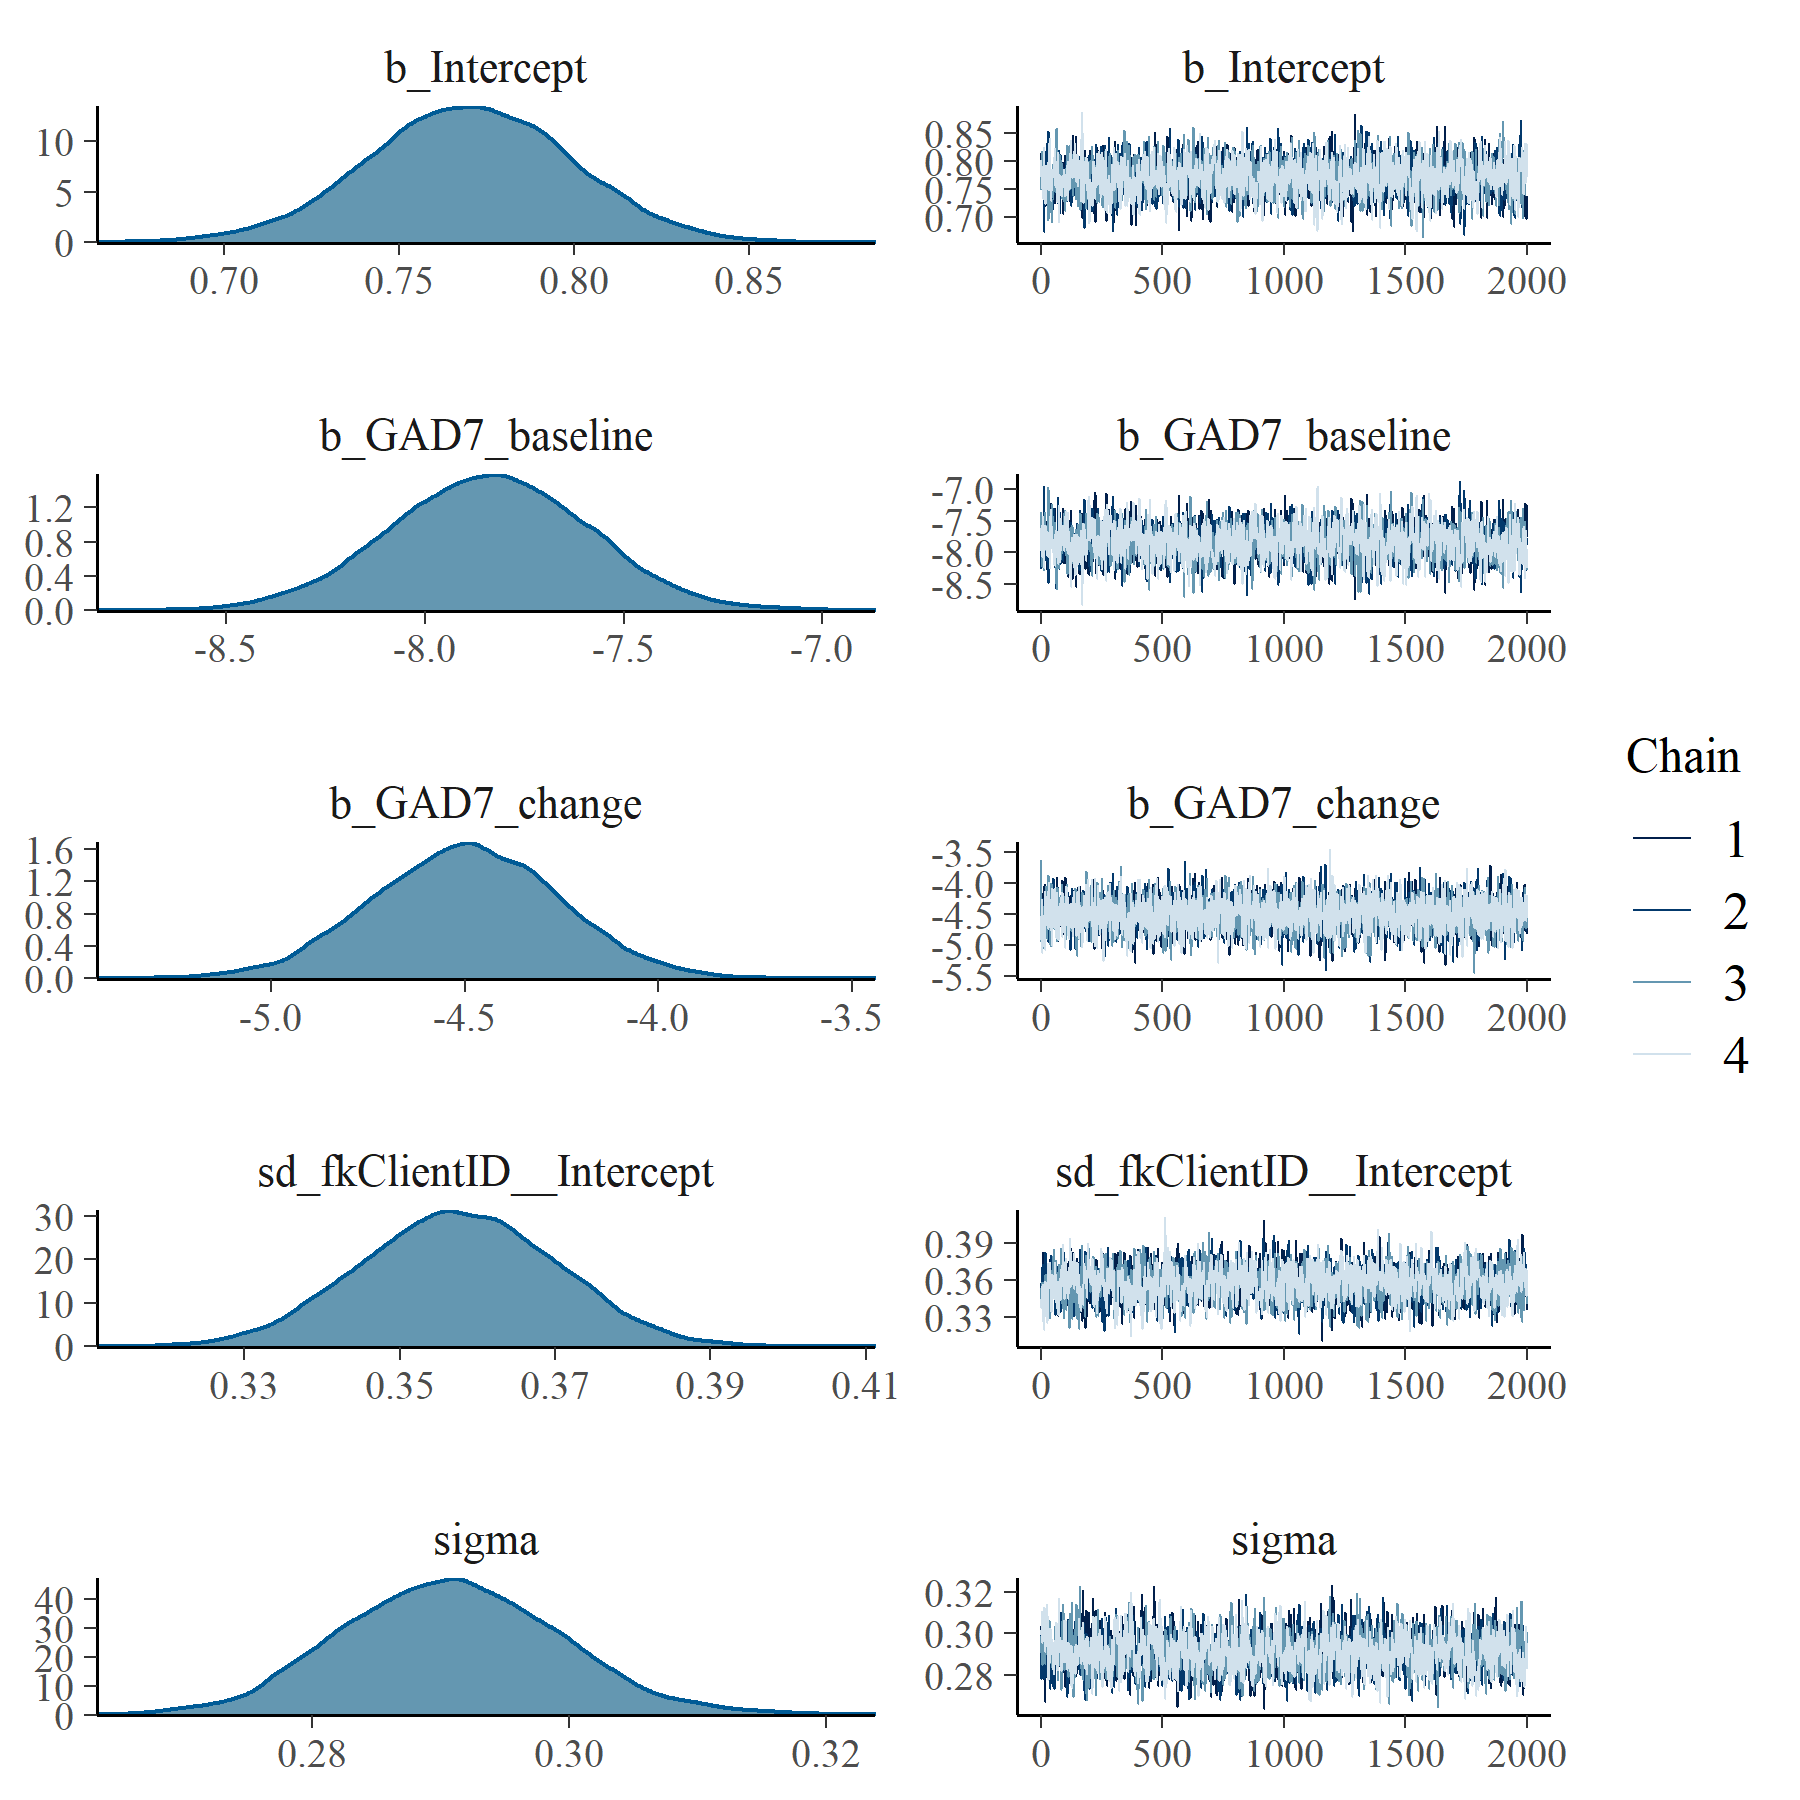 b_Intercept
10
5
0
0.70 0.75 0.80 0.85
b_Intercept
0.85
0.80
0.75
0.70
0 500 1000 1500 2000
b_GAD7_baseline
1.2
0.8
0.4
0.0
-8.5 -8.0 -7.5 -7.0
b_GAD7_baseline
-7.0
-7.5
-8.0
-8.5
0 500 1000 1500 2000
b_GAD7_change
1.6
1.2
0.8
0.4
0.0
-5.0 -4.5 -4.0 -3.5
b_GAD7_change
-3.5
-4.0
-4.5
-5.0
-5.5
0 500 1000 1500 2000
sd_fkClientID__Intercept
30
20
10
0
0.33 0.35 0.37 0.39 0.41
sd_fkClientID__Intercept
0.39
0.36
0.33
0 500 1000 1500 2000
sigma
40
30
20
10
0
0.28 0.30 0.32
sigma
0.32
0.30
0.28
0 500 1000 1500 2000
Chain
1
2
3
4